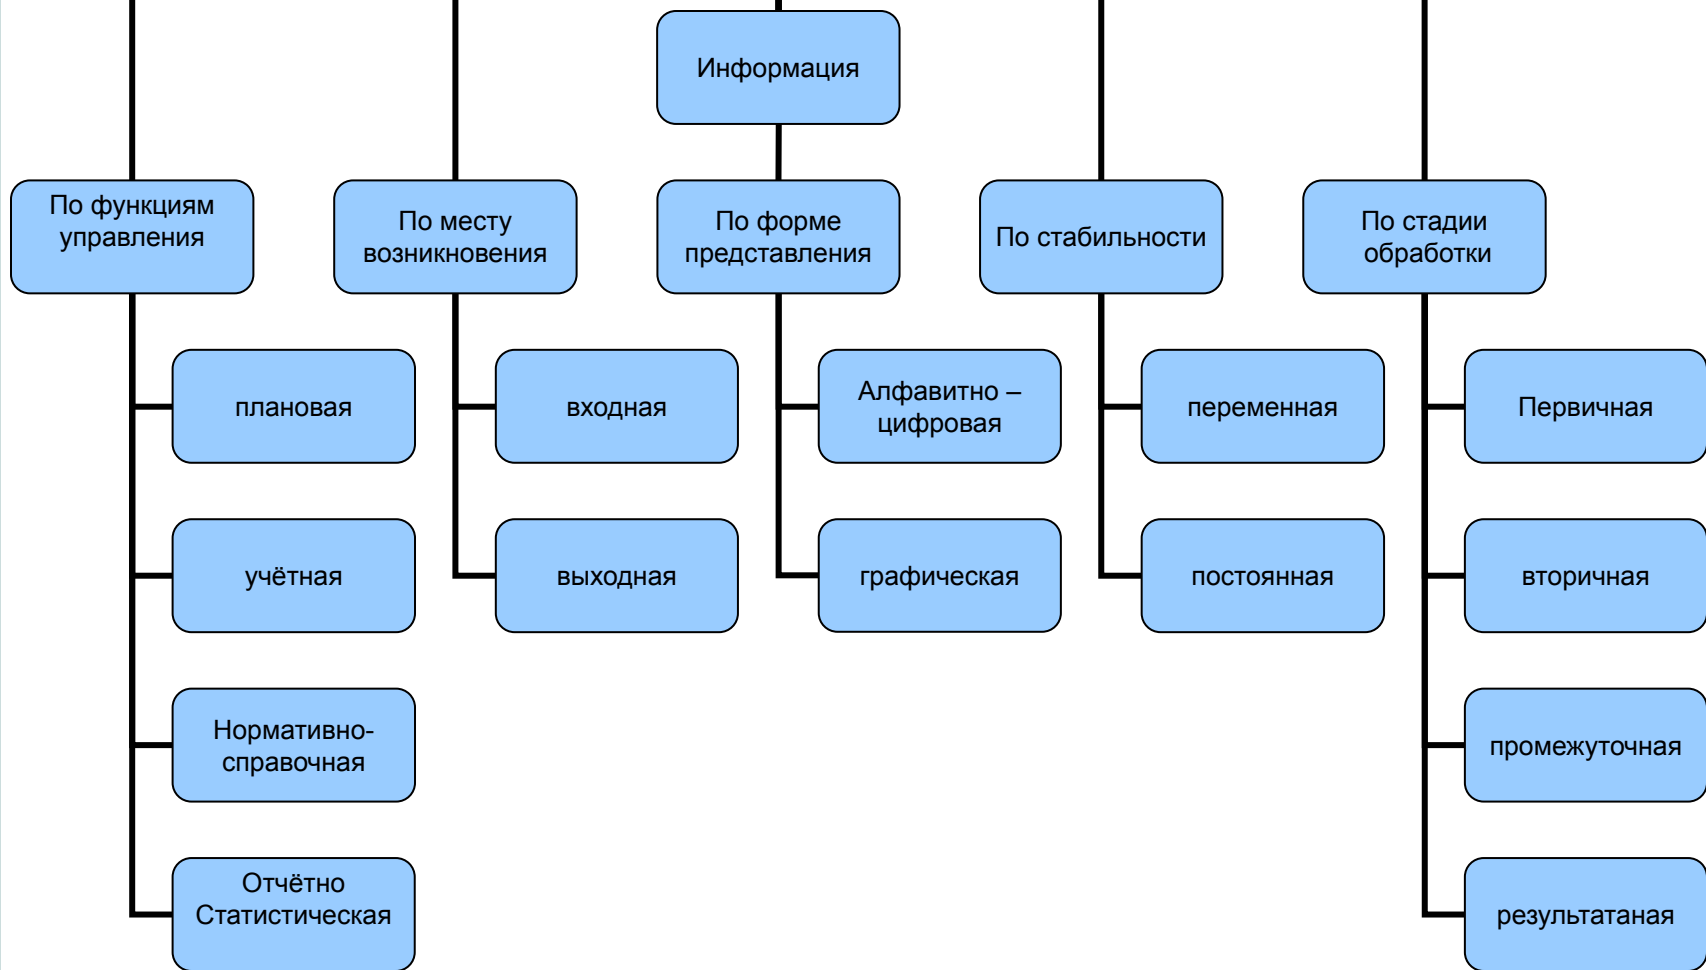 Информация
По функциям
управления
По месту
возникновения
По форме
представления
По стабильности
По стадии
обработки
плановая
входная
Алфавитно –
цифровая
переменная
Первичная
учётная
выходная
графическая
постоянная
вторичная
Нормативно-
справочная
промежуточная
Отчётно
Статистическая
результатаная